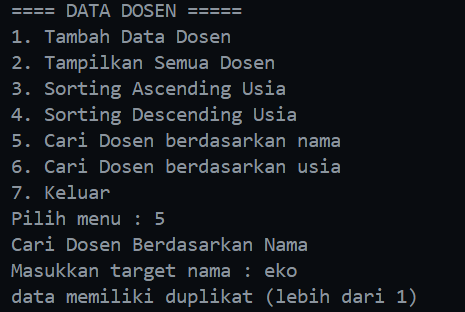 ==== DATA DOSEN =====
1. Tambah Data Dosen
2. Tampilkan Semua Dosen
3. Sorting Ascending Usia
4. Sorting Descending Usia
5. Cari Dosen berdasarkan nama
6. Cari Dosen berdasarkan usia
7. Keluar
Pilih menu : 5
Cari Dosen Berdasarkan Nama
Masukkan target nama : eko
data memiliki duplikat (lebih dari 1)